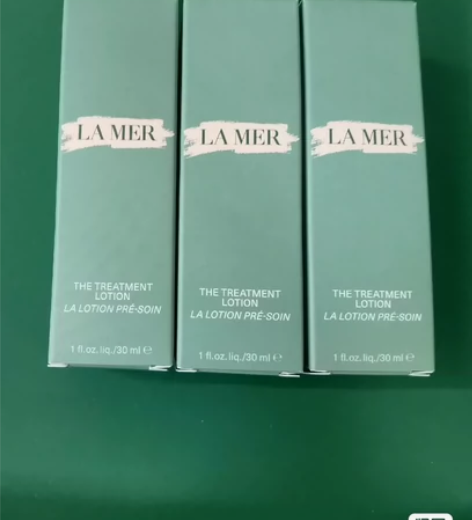 LA MER
THE TREATMENT
LOTION
LA LOTION PRÉ-SOIN
1 fl.oz.liq./30 ml ℮
LA MER
THE TREATMENT
LOTION
LA LOTION PRÉ-SOIN
1 fl.oz.liq./30 ml ℮
LA MER
THE TREATMENT
LOTION
LA LOTION PRÉ-SOIN
1 fl.oz.liq./30 ml ℮